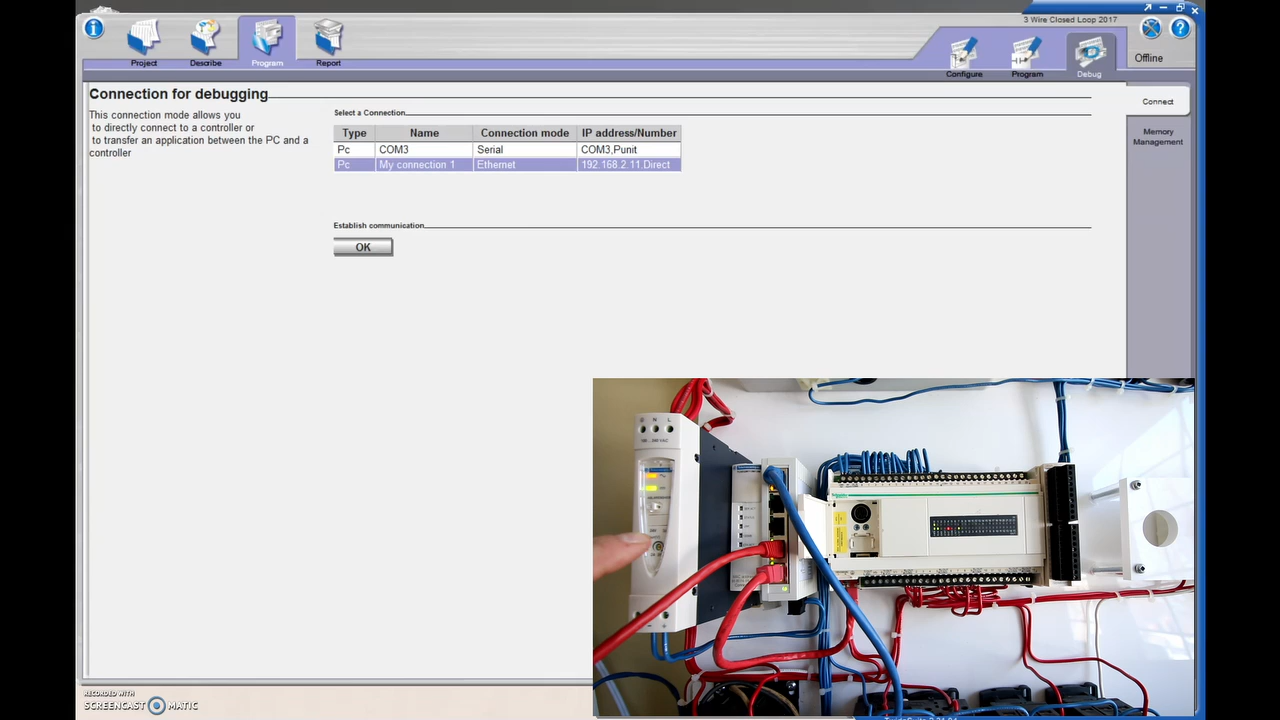 3 Wire Closed Loop 2017
Project
Describe
Program
Report
Configure
Program
Debug
Offline
Connection for debugging
This connection mode allows you
to directly connect to a controller or
to transfer an application between the PC and a
controller
Select a Connection
Type Name Connection mode IP address/Number
Pc COM3 Serial COM3,Punit
Pc My connection 1 Ethernet 192.168.2.11.Direct
Establish communication
OK
Connect
Memory
Management
RECORDED WITH
SCREENCAST MATIC